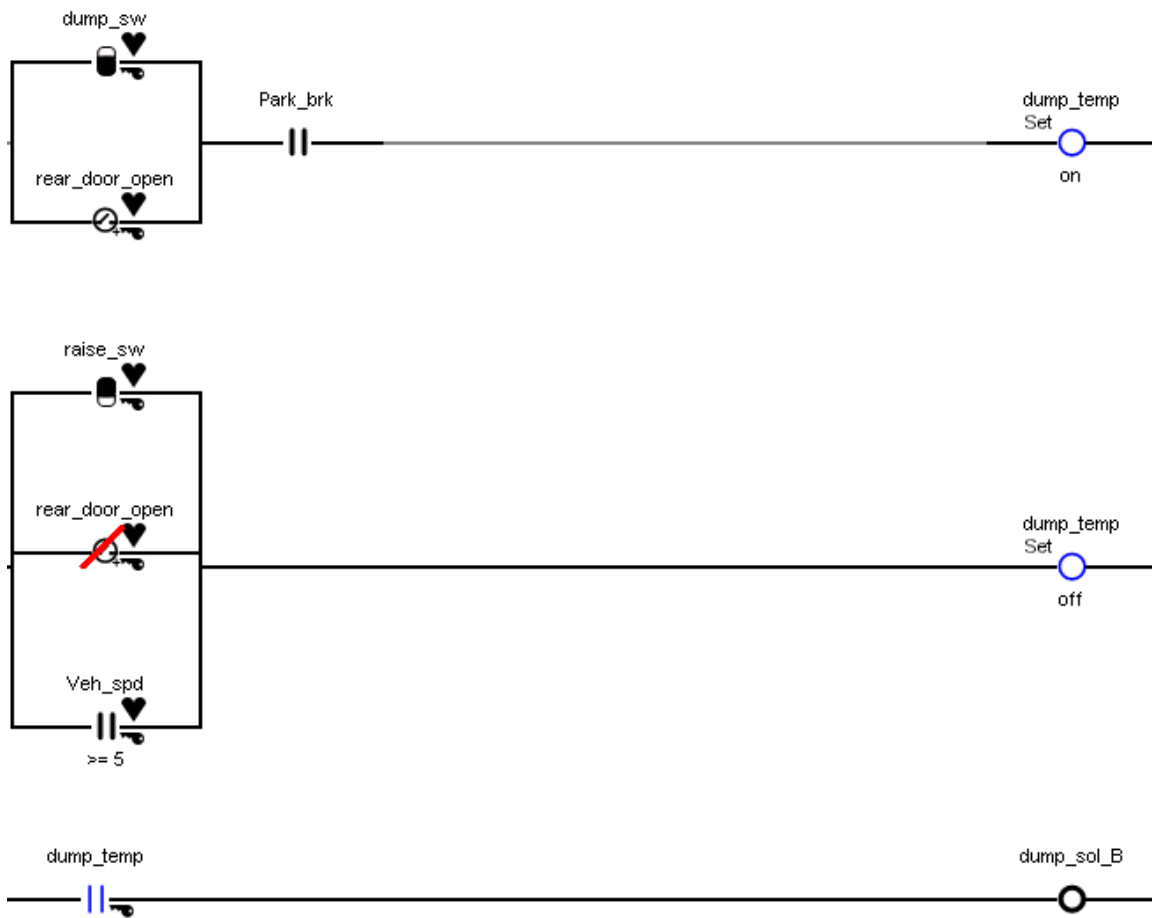 dump_sw
Park_brk
dump_temp
Set
on
rear_door_open
raise_sw
rear_door_open
dump_temp
Set
off
Veh_spd
>= 5
dump_temp
dump_sol_B